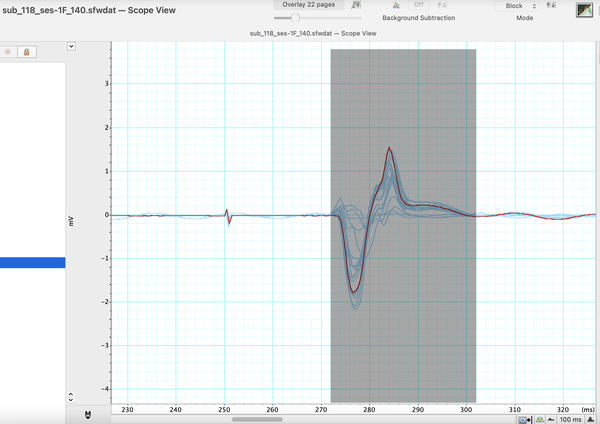 sub_118_ses-1F_140.sfwdat — Scope View
Overlay 22 pages
Off
Background Subtraction
Block
Mode
sub_118_ses-1F_140.sfwdat — Scope View
3
2
1
0
-1
-2
-3
-4
mV
230 240 250 260 270 280 290 300 310 320 (ms)
100 ms